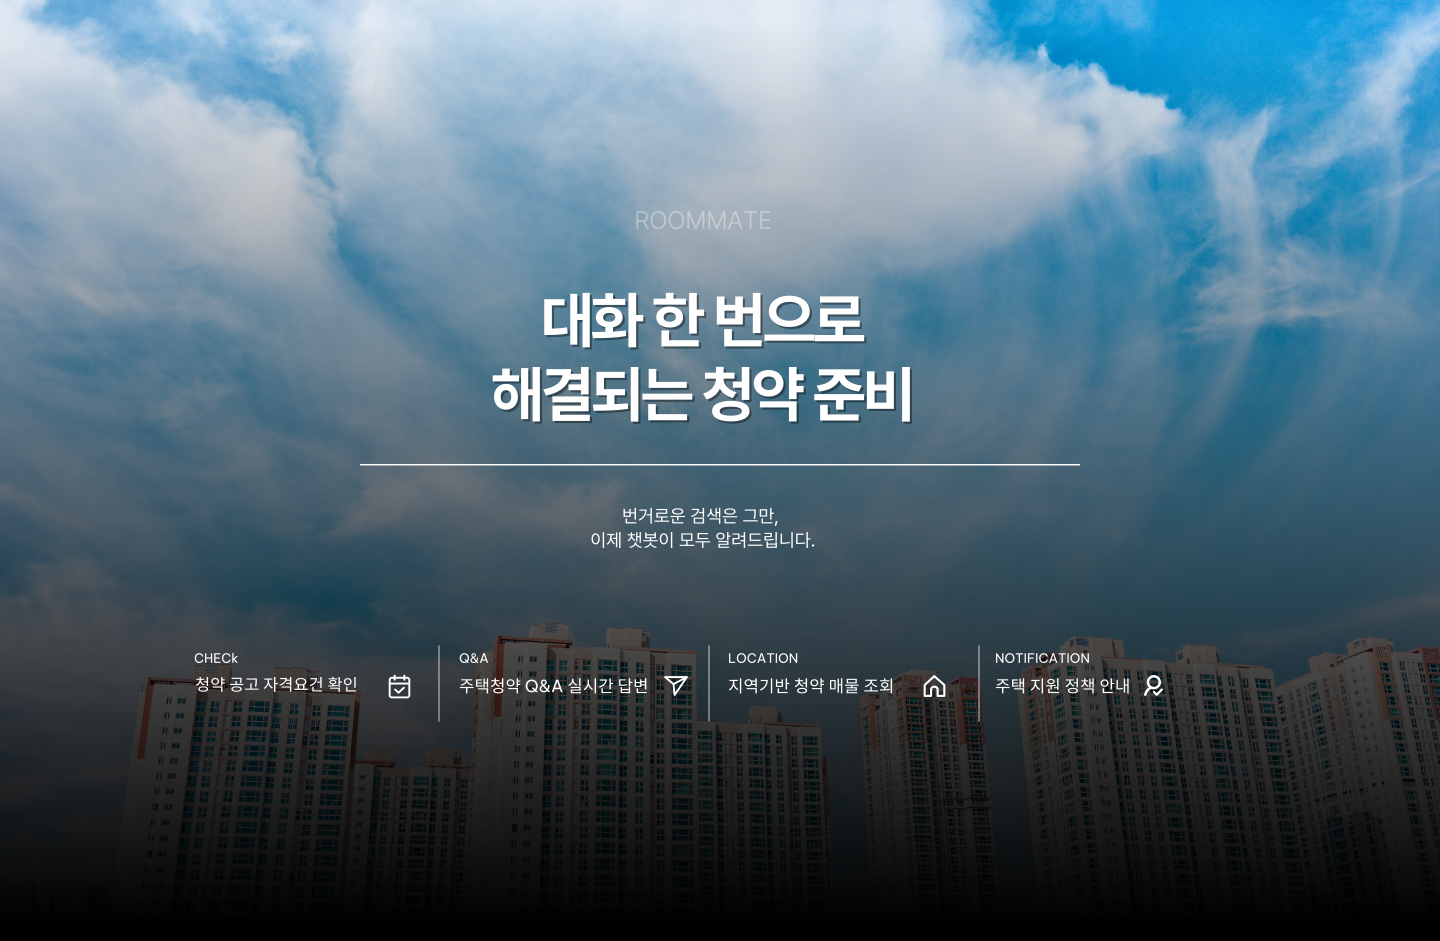 ROOMMATE
대화 한 번으로
해결되는 청약 준비
번거로운 검색은 그만,
이제 챗봇이 모두 알려드립니다.
CHECk
청약 공고 자격요건 확인
Q&A
주택청약 Q&A 실시간 답변
LOCATION
지역기반 청약 매물 조회
NOTIFICATION
주택 지원 정책 안내